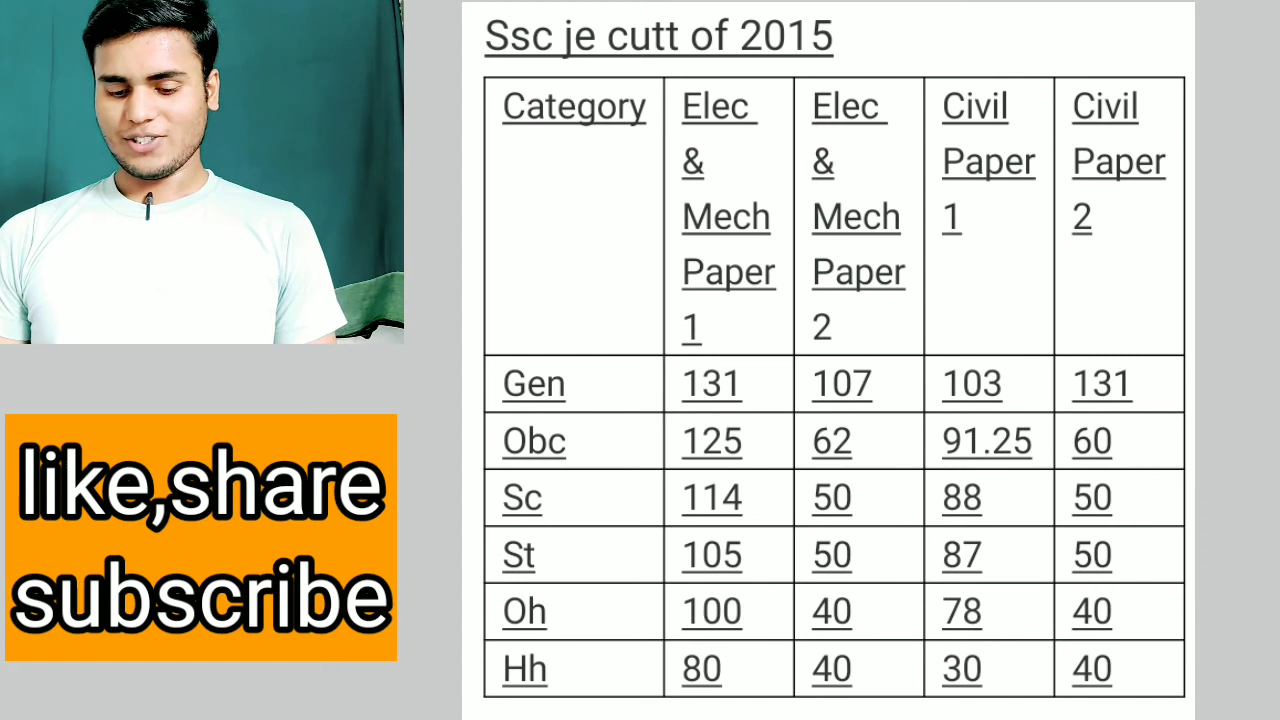 Ssc je cutt of 2015
Category Elec & Mech Paper 1 Elec & Mech Paper 2 Civil Paper 1 Civil Paper 2
Gen 131 107 103 131
Obc 125 62 91.25 60
Sc 114 50 88 50
St 105 50 87 50
Oh 100 40 78 40
Hh 80 40 30 40
like,share
subscribe